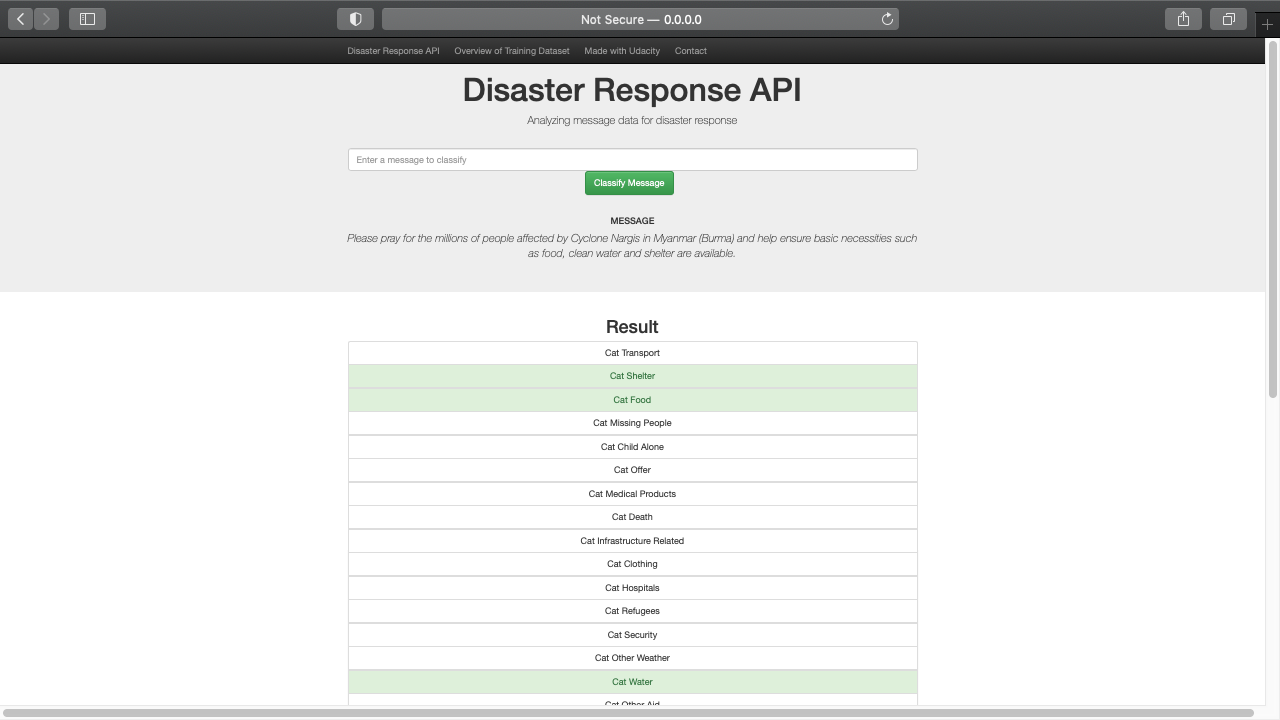 Not Secure — 0.0.0.0
Disaster Response API Overview of Training Dataset Made with Udacity Contact
Disaster Response API
Analyzing message data for disaster response
Enter a message to classify
Classify Message
MESSAGE
Please pray for the millions of people affected by Cyclone Nargis in Myanmar (Burma) and help ensure basic necessities such
as food, clean water and shelter are available.
Result
Cat Transport
Cat Shelter
Cat Food
Cat Missing People
Cat Child Alone
Cat Offer
Cat Medical Products
Cat Death
Cat Infrastructure Related
Cat Clothing
Cat Hospitals
Cat Refugees
Cat Security
Cat Other Weather
Cat Water
Cat Other Aid